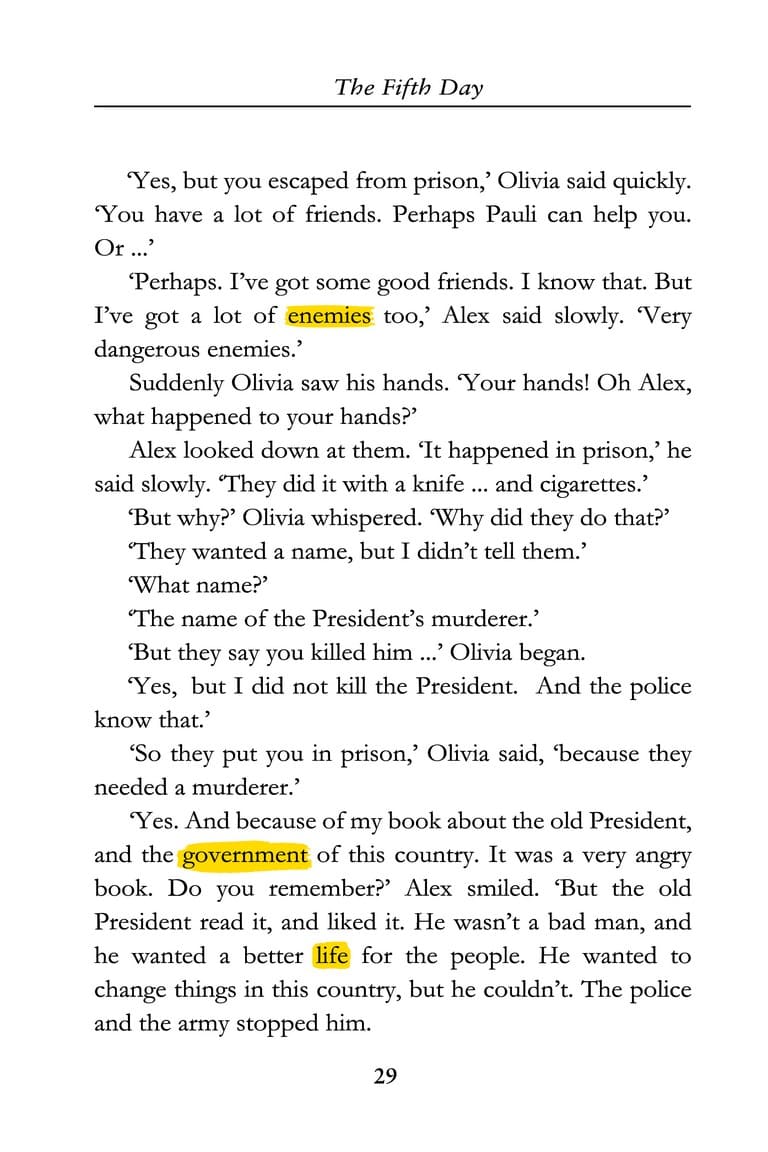 The Fifth Day
‘Yes, but you escaped from prison,’ Olivia said quickly.
‘You have a lot of friends. Perhaps Pauli can help you.
Or ...’
‘Perhaps. I’ve got some good friends. I know that. But
I’ve got a lot of enemies too,’ Alex said slowly. ‘Very
dangerous enemies.’
Suddenly Olivia saw his hands. ‘Your hands! Oh Alex,
what happened to your hands?’
Alex looked down at them. ‘It happened in prison,’ he
said slowly. ‘They did it with a knife ... and cigarettes.’
‘But why?’ Olivia whispered. ‘Why did they do that?’
‘They wanted a name, but I didn’t tell them.’
‘What name?’
‘The name of the President’s murderer.’
‘But they say you killed him ...’ Olivia began.
‘Yes, but I did not kill the President. And the police
know that.’
‘So they put you in prison,’ Olivia said, ‘because they
needed a murderer.’
‘Yes. And because of my book about the old President,
and the government of this country. It was a very angry
book. Do you remember?’ Alex smiled. ‘But the old
President read it, and liked it. He wasn’t a bad man, and
he wanted a better life for the people. He wanted to
change things in this country, but he couldn’t. The police
and the army stopped him.
29